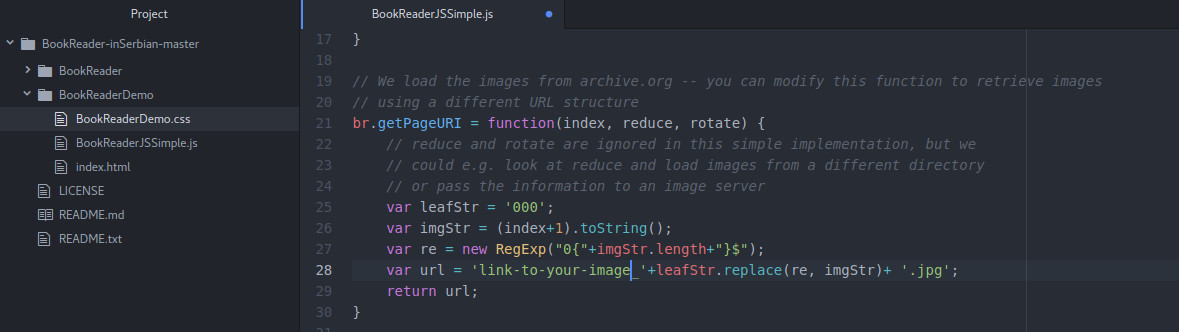 Project
BookReaderJSSimple.js
BookReader-inSerbian-master
BookReader
BookReaderDemo
BookReaderDemo.css
BookReaderJSSimple.js
index.html
LICENSE
README.md
README.txt
17 }
18
19 // We load the images from archive.org -- you can modify this function to retrieve images
20 // using a different URL structure
21 br.getPageURI = function(index, reduce, rotate) {
22     // reduce and rotate are ignored in this simple implementation, but we
23     // could e.g. look at reduce and load images from a different directory
24     // or pass the information to an image server
25     var leafStr = '000';
26     var imgStr = (index+1).toString();
27     var re = new RegExp("0{"+imgStr.length+"}$");
28     var url = 'link-to-your-image_'+leafStr.replace(re, imgStr)+ '.jpg';
29     return url;
30 }